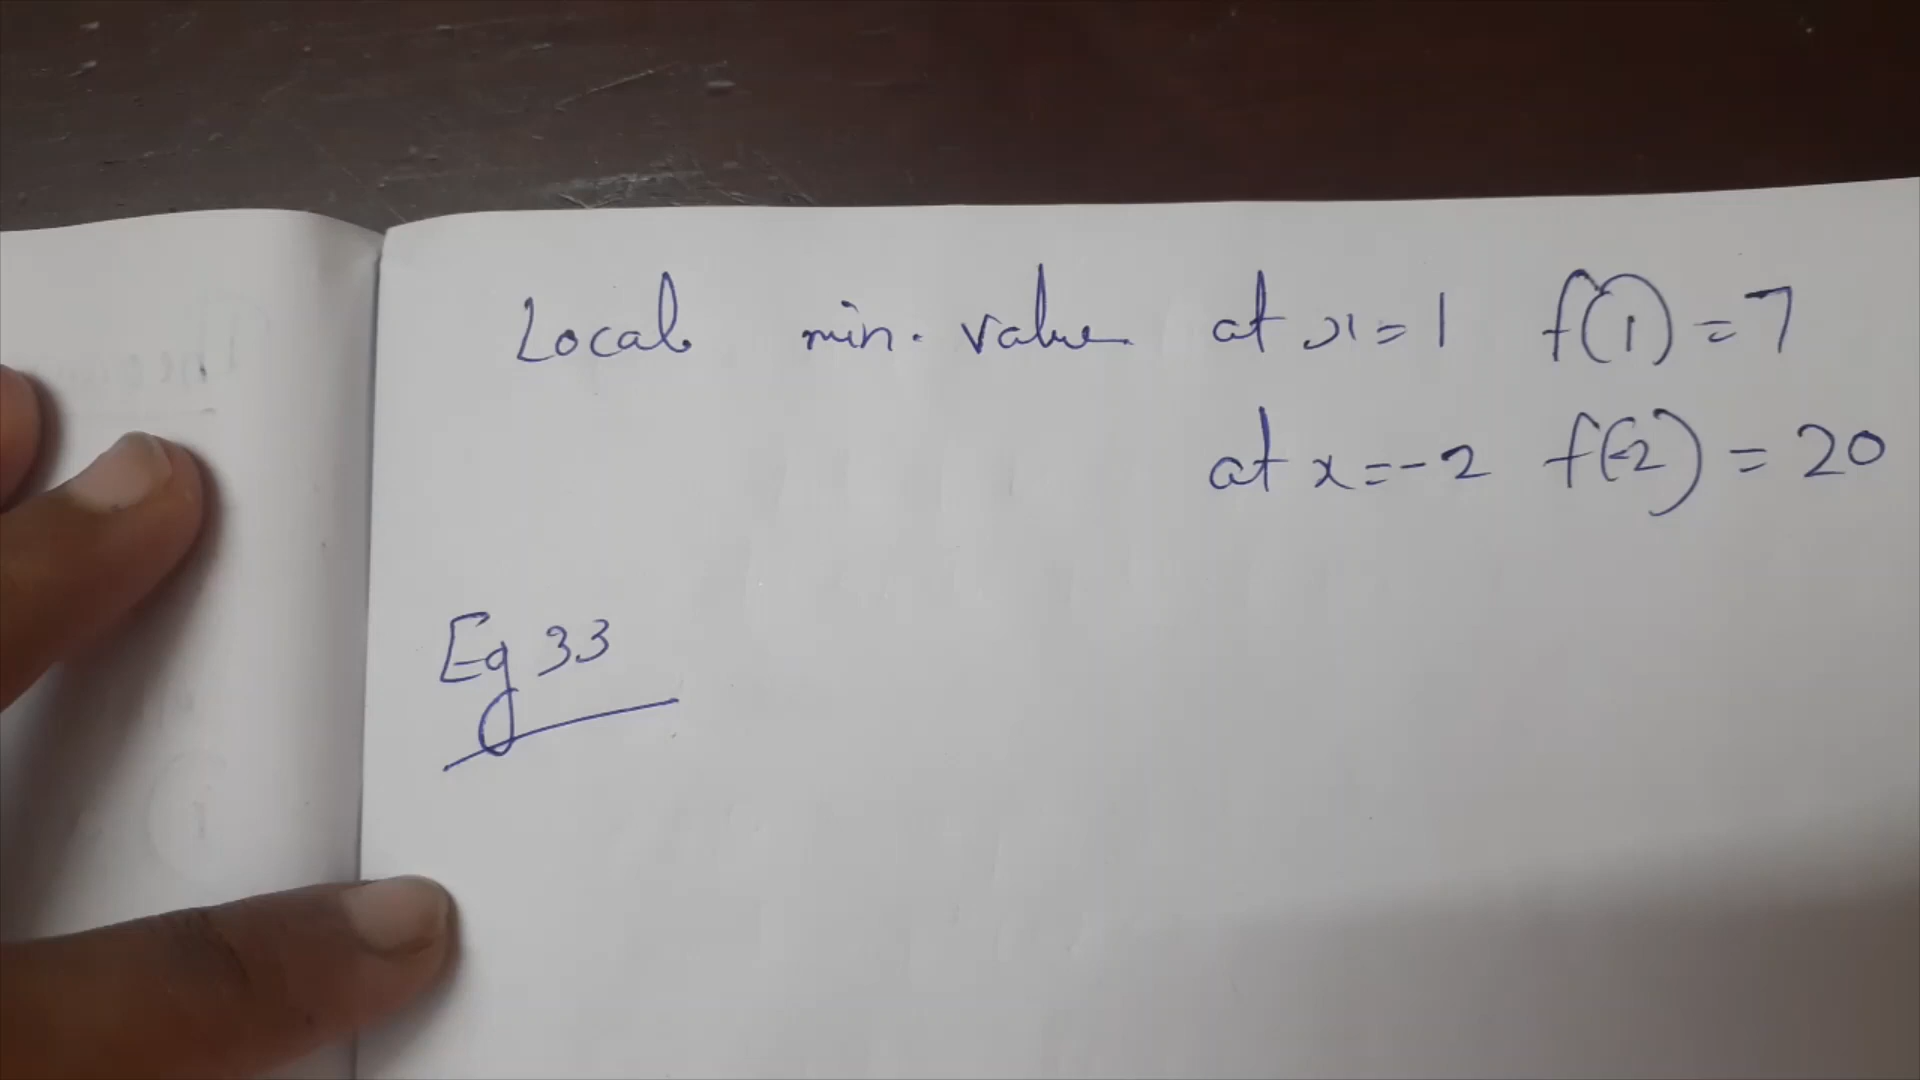 Local min. value at x=1 f(1)=7
at x=-2 f(-2)=20
Eg 33